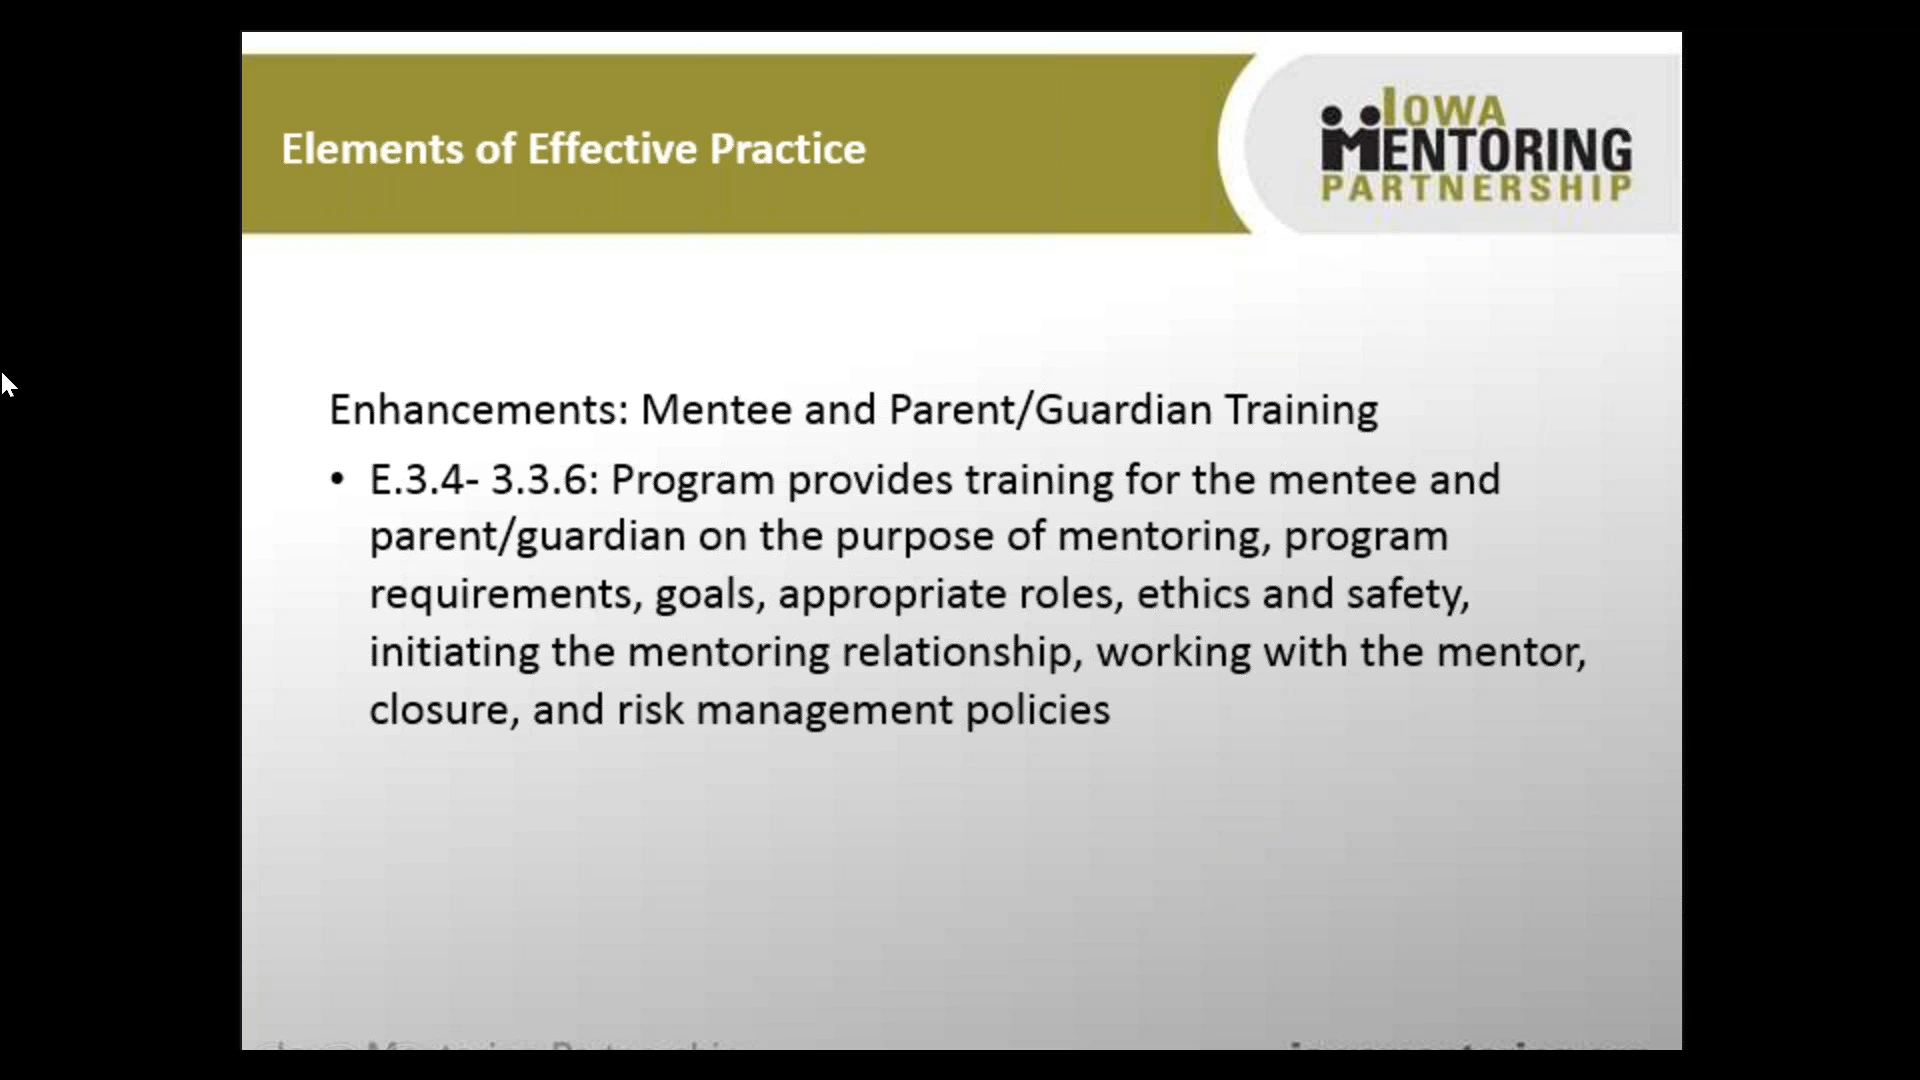 Elements of Effective Practice
IOWA
MENTORING
PARTNERSHIP
Enhancements: Mentee and Parent/Guardian Training
• E.3.4- 3.3.6: Program provides training for the mentee and
parent/guardian on the purpose of mentoring, program
requirements, goals, appropriate roles, ethics and safety,
initiating the mentoring relationship, working with the mentor,
closure, and risk management policies